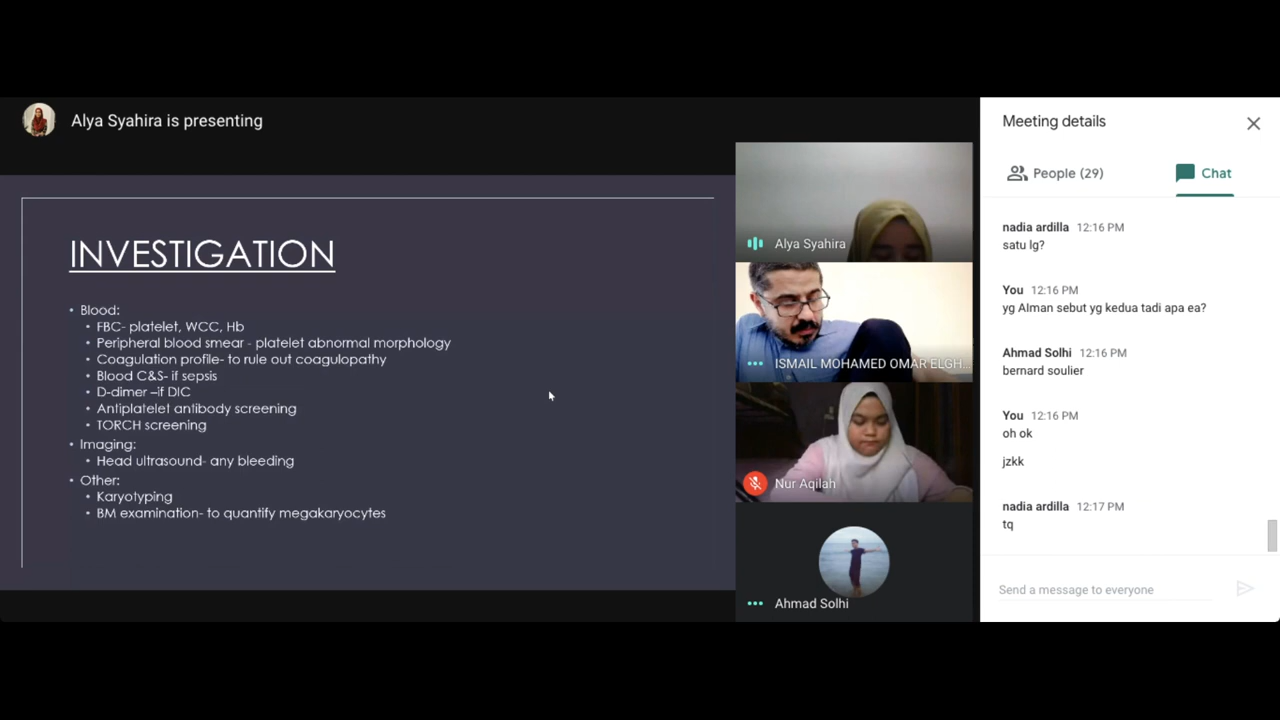 Alya Syahira is presenting
INVESTIGATION
• Blood:
• FBC- platelet, WCC, Hb
• Peripheral blood smear - platelet abnormal morphology
• Coagulation profile- to rule out coagulopathy
• Blood C&S- if sepsis
• D-dimer –if DIC
• Antiplatelet antibody screening
• TORCH screening
• Imaging:
• Head ultrasound- any bleeding
• Other:
• Karyotyping
• BM examination- to quantify megakaryocytes
Alya Syahira
ISMAIL MOHAMED OMAR ELGH...
Nur Aqilah
Ahmad Solhi
Meeting details
People (29)
Chat
nadia ardilla 12:16 PM
satu lg?
You 12:16 PM
yg Alman sebut yg kedua tadi apa ea?
Ahmad Solhi 12:16 PM
bernard soulier
You 12:16 PM
oh ok
jzkk
nadia ardilla 12:17 PM
tq
Send a message to everyone